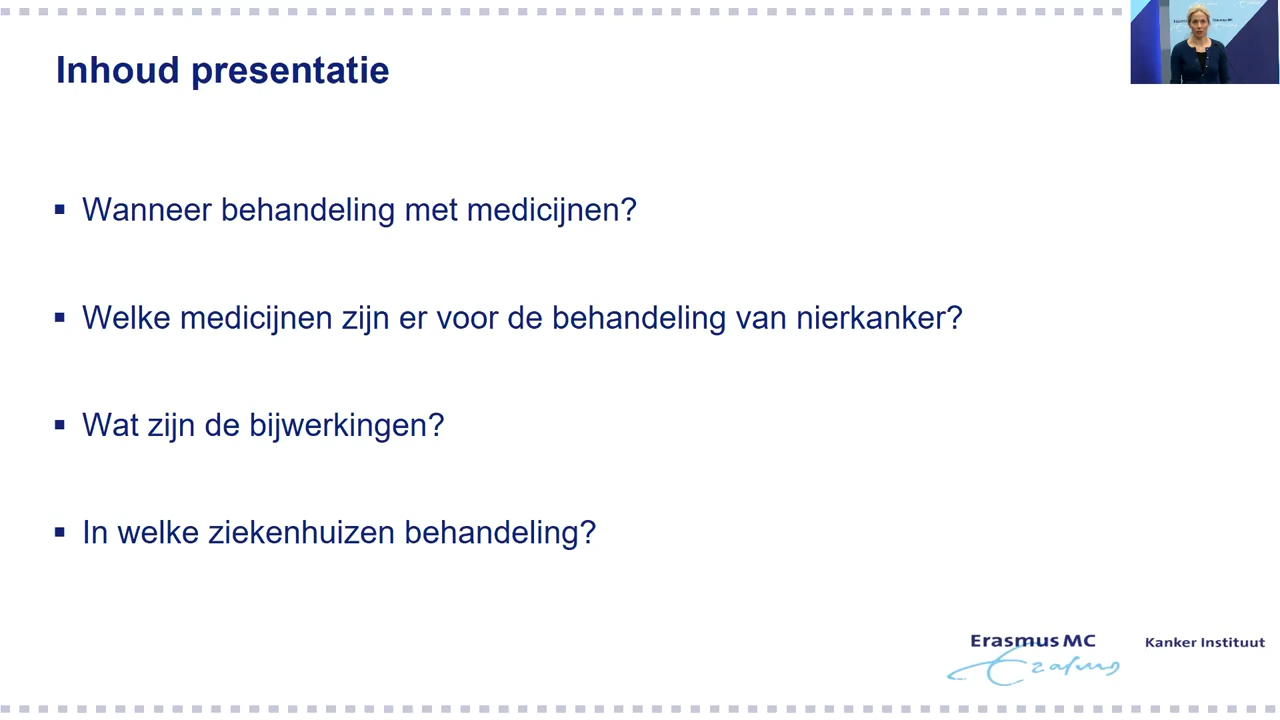 Inhoud presentatie
Wanneer behandeling met medicijnen?
Welke medicijnen zijn er voor de behandeling van nierkanker?
Wat zijn de bijwerkingen?
In welke ziekenhuizen behandeling?
Erasmus MC
Erasmus
Kanker Instituut